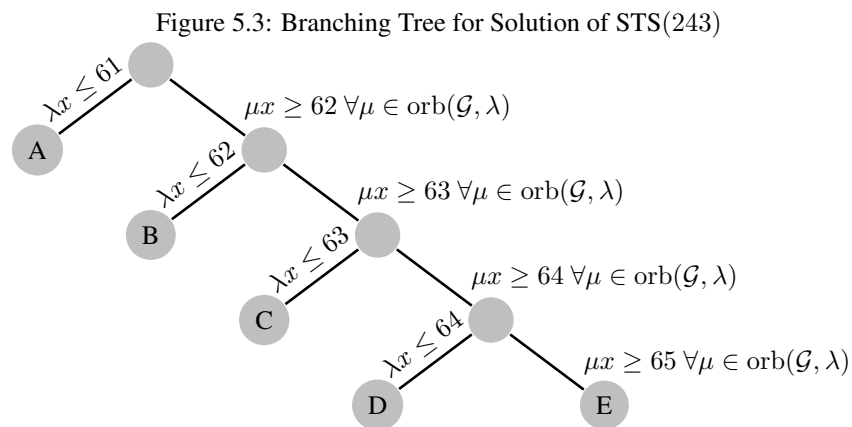 Figure 5.3: Branching Tree for Solution of STS(243)
λx ≤ 61
μx ≥ 62 ∀μ ∈ orb(𝒢, λ)
A
λx ≤ 62
μx ≥ 63 ∀μ ∈ orb(𝒢, λ)
B
λx ≤ 63
μx ≥ 64 ∀μ ∈ orb(𝒢, λ)
C
λx ≤ 64
μx ≥ 65 ∀μ ∈ orb(𝒢, λ)
D
E